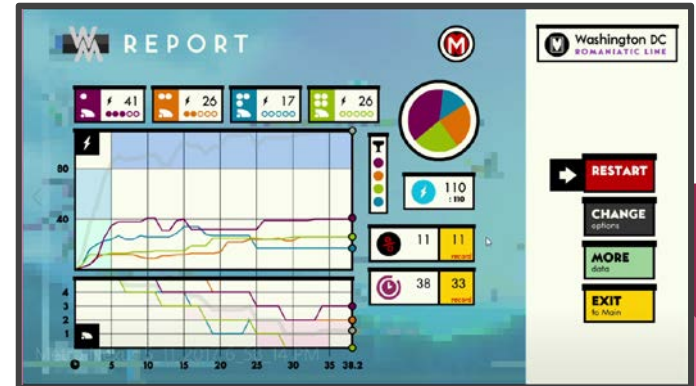 REPORT
M
Washington DC
ROMANIATIC LINE
41
26
17
26
80
40
110
: 110
11
11
record
38
33
record
4
3
2
1
0
5
10
15
20
25
30
35
38.2
RESTART
CHANGE
options
MORE
data
EXIT
to Main